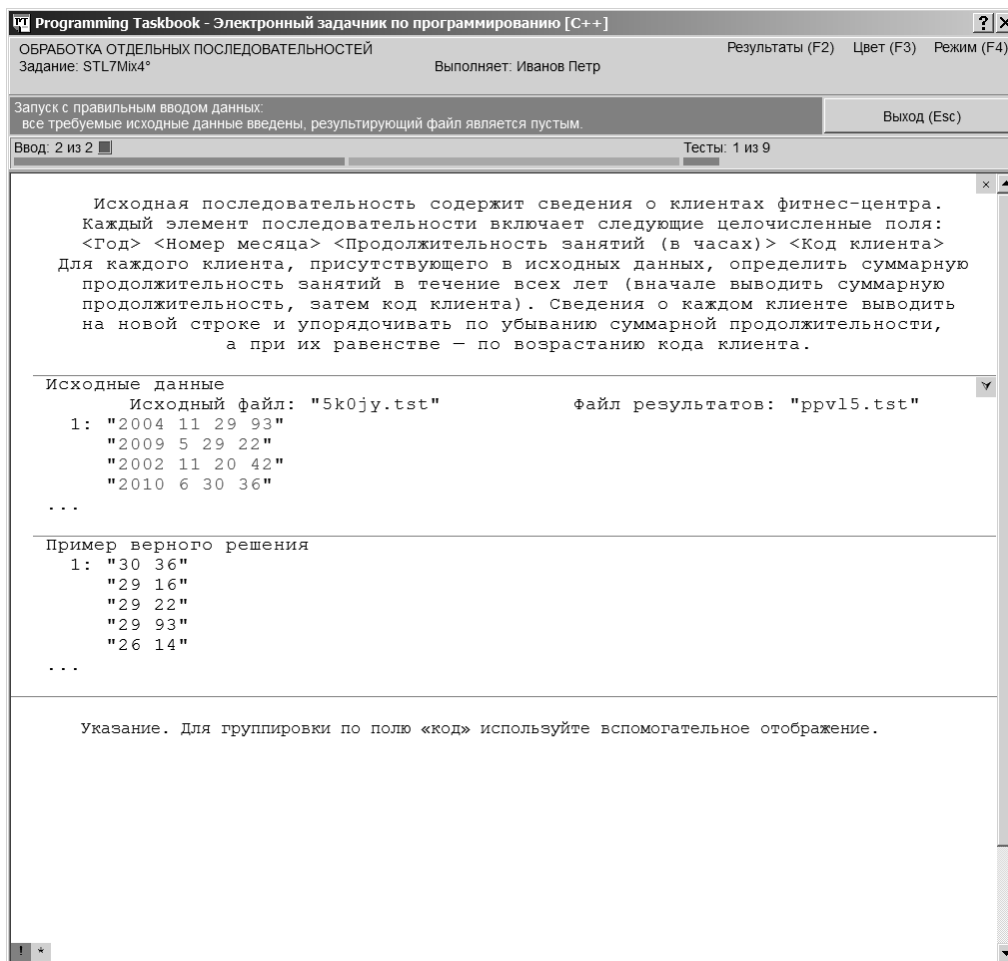 Programming Taskbook - Электронный задачник по программированию [C++]
ОБРАБОТКА ОТДЕЛЬНЫХ ПОСЛЕДОВАТЕЛЬНОСТЕЙ
Результаты (F2) Цвет (F3) Режим (F4)
Задание: STL7Mix4°
Выполняет: Иванов Петр
Запуск с правильным вводом данных:
все требуемые исходные данные введены, результирующий файл является пустым.
Выход (Esc)
Ввод: 2 из 2
Тесты: 1 из 9
Исходная последовательность содержит сведения о клиентах фитнес-центра.
Каждый элемент последовательности включает следующие целочисленные поля:
<Год> <Номер месяца> <Продолжительность занятий (в часах)> <Код клиента>
Для каждого клиента, присутствующего в исходных данных, определить суммарную
продолжительность занятий в течение всех лет (вначале выводить суммарную
продолжительность, затем код клиента). Сведения о каждом клиенте выводить
на новой строке и упорядочивать по убыванию суммарной продолжительности,
а при их равенстве – по возрастанию кода клиента.
Исходные данные
Исходный файл: "5k0jy.tst" Файл результатов: "ppvl5.tst"
1: "2004 11 29 93"
"2009 5 29 22"
"2002 11 20 42"
"2010 6 30 36"
...
Пример верного решения
1: "30 36"
"29 16"
"29 22"
"29 93"
"26 14"
...
Указание. Для группировки по полю «код» используйте вспомогательное отображение.
! *